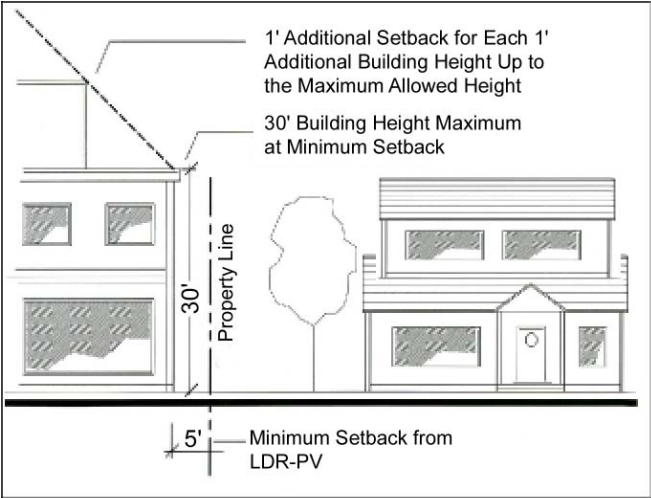 1' Additional Setback for Each 1'
Additional Building Height Up to
the Maximum Allowed Height
30' Building Height Maximum
at Minimum Setback
30'
Property Line
5'
Minimum Setback from
LDR-PV